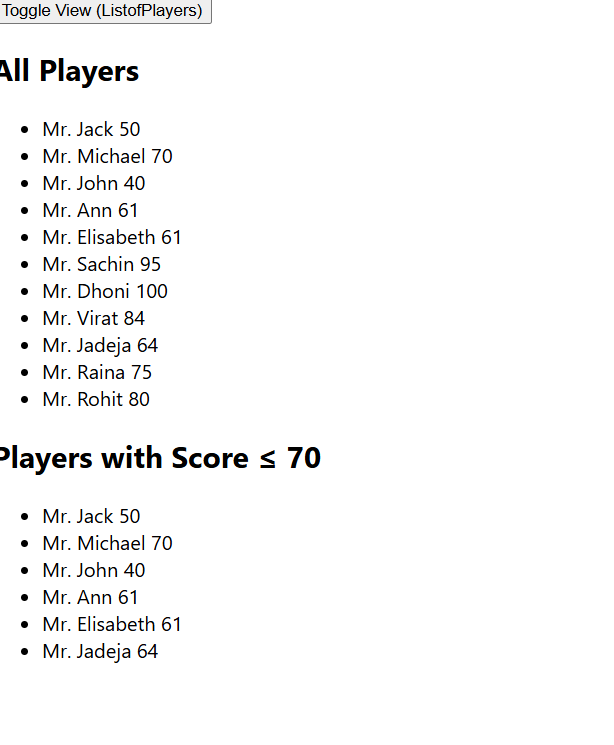 Toggle View (ListofPlayers)
All Players
Mr. Jack 50
Mr. Michael 70
Mr. John 40
Mr. Ann 61
Mr. Elisabeth 61
Mr. Sachin 95
Mr. Dhoni 100
Mr. Virat 84
Mr. Jadeja 64
Mr. Raina 75
Mr. Rohit 80
Players with Score ≤ 70
Mr. Jack 50
Mr. Michael 70
Mr. John 40
Mr. Ann 61
Mr. Elisabeth 61
Mr. Jadeja 64